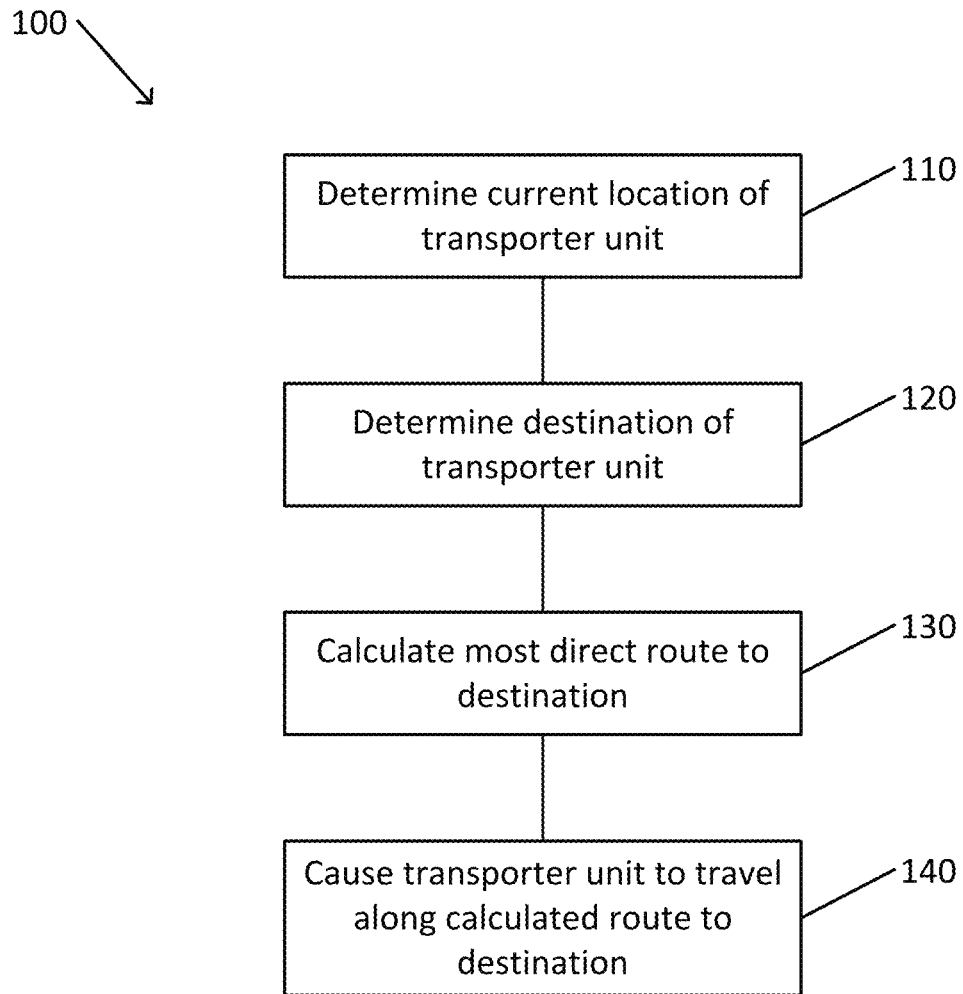 100
Determine current location of
transporter unit
110
Determine destination of
transporter unit
120
Calculate most direct route to
destination
130
Cause transporter unit to travel
along calculated route to
destination
140